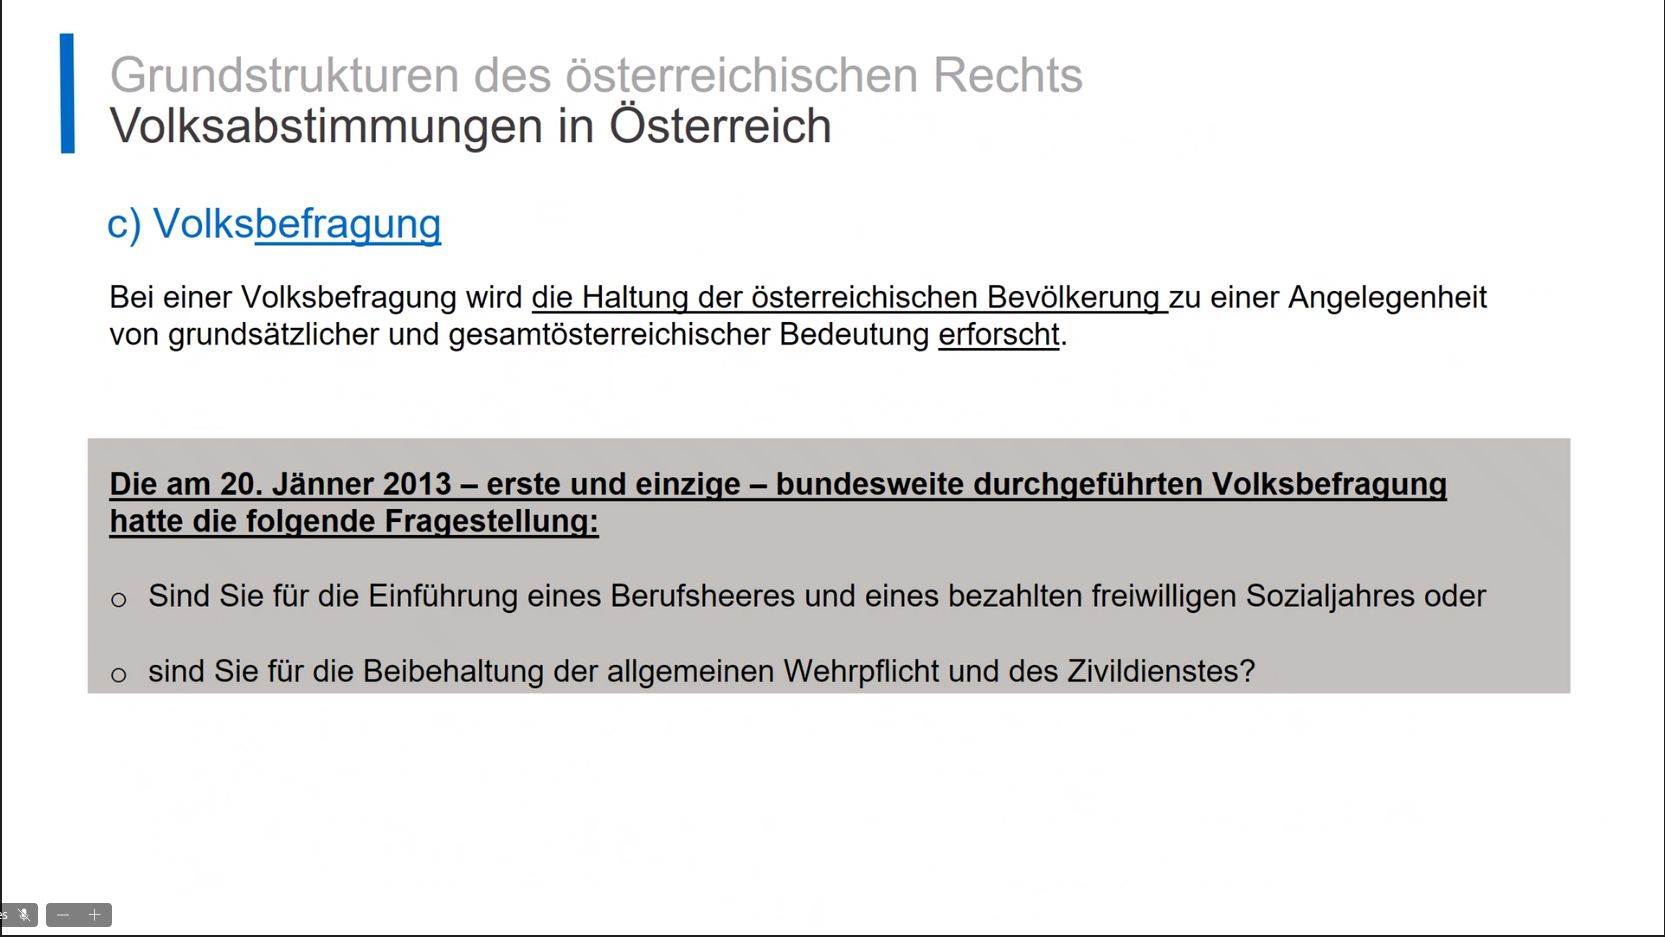 Grundstrukturen des österreichischen Rechts
Volksabstimmungen in Österreich
c) Volksbefragung
Bei einer Volksbefragung wird die Haltung der österreichischen Bevölkerung zu einer Angelegenheit
von grundsätzlicher und gesamtösterreichischer Bedeutung erforscht.
Die am 20. Jänner 2013 – erste und einzige – bundesweite durchgeführten Volksbefragung
hatte die folgende Fragestellung:
o Sind Sie für die Einführung eines Berufsheeres und eines bezahlten freiwilligen Sozialjahres oder
o sind Sie für die Beibehaltung der allgemeinen Wehrpflicht und des Zivildienstes?